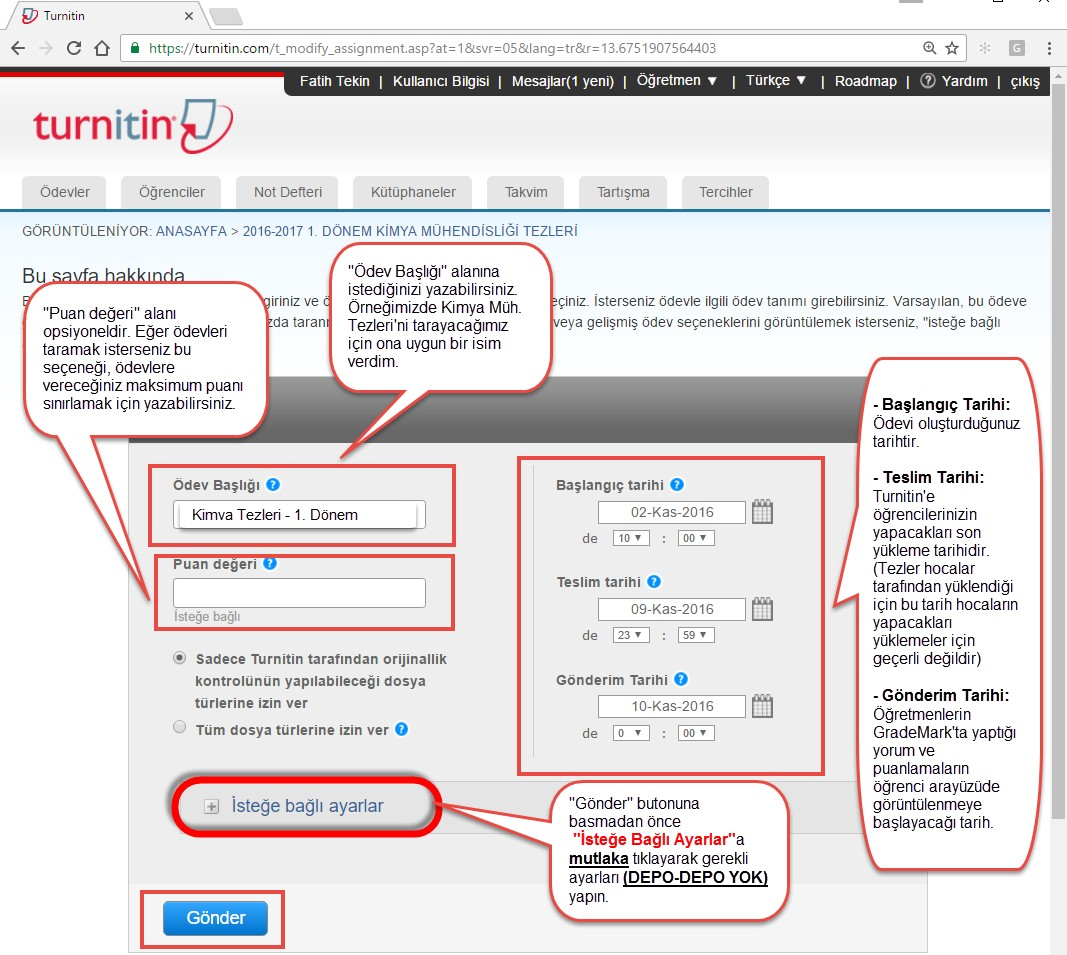 Turnitin
https://turnitin.com/t_modify_assignment.asp?at=1&svr=05&lang=tr&r=13.6751907564403
Fatih Tekin | Kullanıcı Bilgisi | Mesajlar(1 yeni) | Öğretmen ▼ | Türkçe ▼ | Roadmap | ? Yardım | çıkış
turnitin
Ödevler Öğrenciler Not Defteri Kütüphaneler Takvim Tartışma Tercihler
GÖRÜNTÜLENİYOR: ANASAYFA > 2016-2017 1. DÖNEM KİMYA MÜHENDİSLİĞİ TEZLERİ
Bu sayfa hakkında
giriniz ve eçiniz. İsterseniz ödevle ilgili ödev tanımı girebilirsiniz. Varsayılan, bu ödeve
veya gelişmiş ödev seçeneklerini görüntülemek isterseniz, "isteğe bağlı
"Puan değeri" alanı
opsiyoneldir. Eğer ödevleri
taramak isterseniz bu
seçeneği, ödevlere
vereceğiniz maksimum puanı
sınırlamak için yazabilirsiniz.
"Ödev Başlığı" alanına
istediğinizi yazabilirsiniz.
Örneğimizde Kimya Müh.
Tezleri'ni tarayacağımız
için ona uygun bir isim
verdim.
Ödev Başlığı ?
Kimya Tezleri - 1. Dönem
Puan değeri ?
İsteğe bağlı
Sadece Turnitin tarafından orijinallik
kontrolünün yapılabileceği dosya
türlerine izin ver
Tüm dosya türlerine izin ver ?
Başlangıç tarihi ?
02-Kas-2016
de 10 ▼ : 00 ▼
Teslim tarihi ?
09-Kas-2016
de 23 ▼ : 59 ▼
Gönderim Tarihi ?
10-Kas-2016
de 0 ▼ : 00 ▼
- Başlangıç Tarihi:
Ödevi oluşturduğunuz
tarihtir.
- Teslim Tarihi:
Turnitin'e
öğrencilerinizin
yapacakları son
yükleme tarihidir.
(Tezler hocalar
tarafından yüklendiği
için bu tarih hocaların
yapacakları
yüklemeler için
geçerli değildir)
- Gönderim Tarihi:
Öğretmenlerin
GradeMark'ta yaptığı
yorum ve
puanlamaların
öğrenci arayüzüde
görüntülenmeye
başlayacağı tarih.
+ İsteğe bağlı ayarlar
"Gönder" butonuna
basmadan önce
"İsteğe Bağlı Ayarlar"a
mutlaka tıklayarak gerekli
ayarları (DEPO-DEPO YOK)
yapın.
Gönder